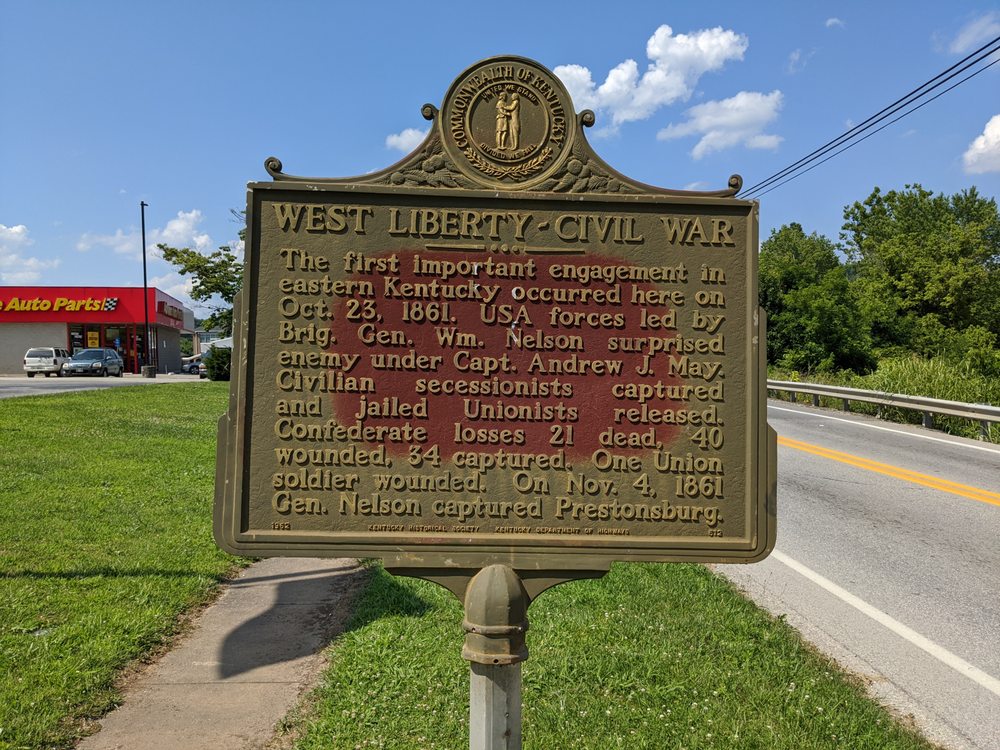 COMMONWEALTH OF KENTUCKY
UNITED WE STAND
DIVIDED WE FALL
WEST LIBERTY-CIVIL WAR
The first important engagement in
eastern Kentucky occurred here on
Oct. 23, 1861. USA forces led by
Brig. Gen. Wm. Nelson surprised
enemy under Capt. Andrew J. May.
Civilian secessionists captured
and jailed Unionists released.
Confederate losses 21 dead, 40
wounded, 34 captured. One Union
soldier wounded. On Nov. 4, 1861
Gen. Nelson captured Prestonsburg.
1962 KENTUCKY HISTORICAL SOCIETY KENTUCKY DEPARTMENT OF HIGHWAYS 512
Auto Parts